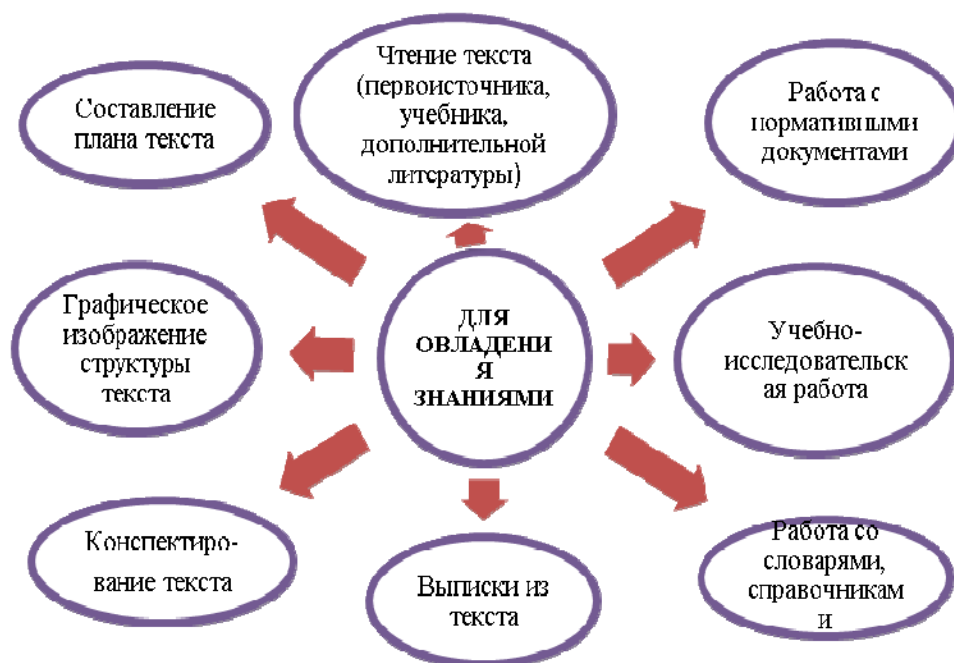 Чтение текста
(первоисточника,
учебника,
дополнительной
литературы)
Составление
плана текста
Работа с
нормативными
документами
Графическое
изображение
структуры
текста
ДЛЯ
ОВЛАДЕНИ
Я
ЗНАНИЯМИ
Учебно-
исследовательск
ая работа
Конспектиро-
вание текста
Выписки из
текста
Работа со
словарями,
справочникам
и